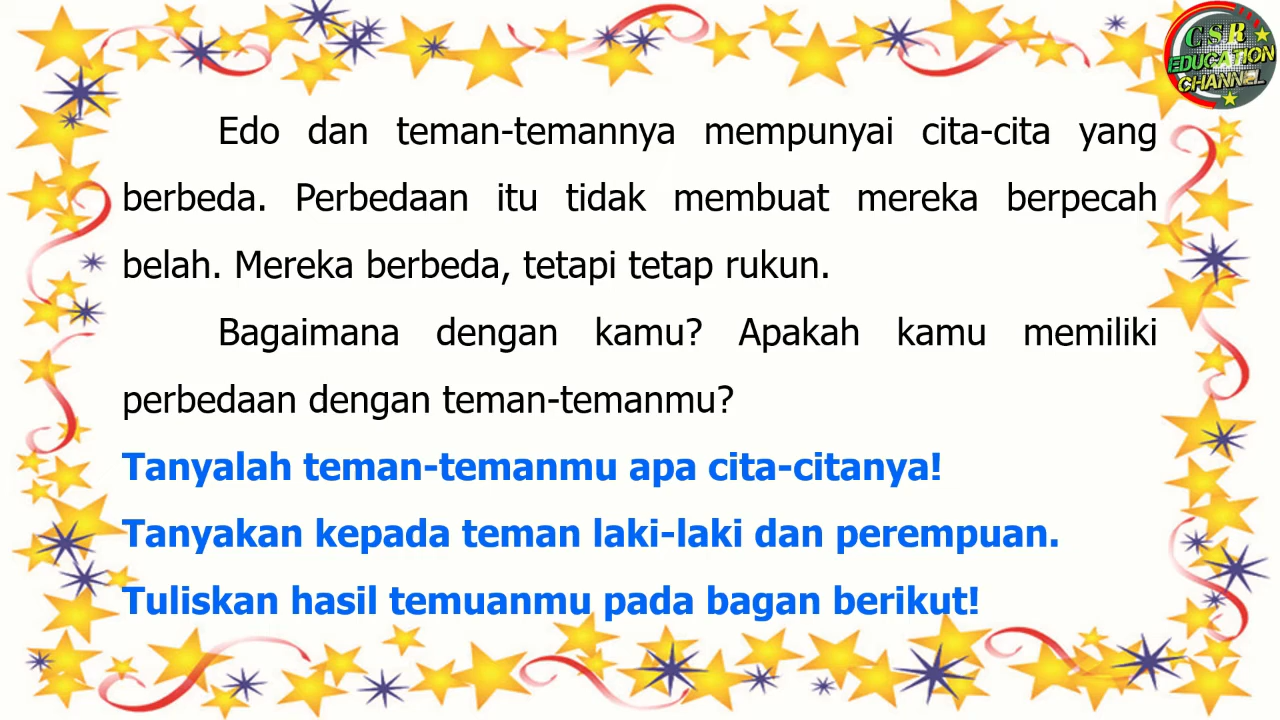 CSR
EDUCATION
CHANNEL
Edo dan teman-temannya mempunyai cita-cita yang
berbeda. Perbedaan itu tidak membuat mereka berpecah
belah. Mereka berbeda, tetapi tetap rukun.
Bagaimana dengan kamu? Apakah kamu memiliki
perbedaan dengan teman-temanmu?
Tanyalah teman-temanmu apa cita-citanya!
Tanyakan kepada teman laki-laki dan perempuan.
Tuliskan hasil temuanmu pada bagan berikut!